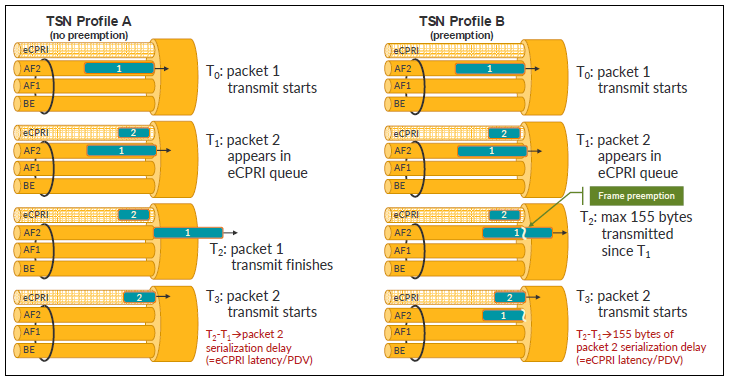 TSN Profile A
(no preemption)
eCPRI
AF2
1
AF1
BE
T0: packet 1
transmit starts
eCPRI
2
AF2
1
AF1
BE
T1: packet 2
appears in
eCPRI queue
eCPRI
2
AF2
1
AF1
BE
T2: packet 1
transmit finishes
eCPRI
2
AF2
AF1
BE
T3: packet 2
transmit starts
T2-T1→packet 2
serialization delay
(=eCPRI latency/PDV)
TSN Profile B
(preemption)
eCPRI
AF2
1
AF1
BE
T0: packet 1
transmit starts
eCPRI
2
AF2
1
AF1
BE
T1: packet 2
appears in
eCPRI queue
Frame preemption
eCPRI
2
AF2
1
AF1
BE
T2: max 155 bytes
transmitted
since T1
eCPRI
2
AF2
1
AF1
BE
T3: packet 2
transmit starts
T2-T1→155 bytes of
packet 2 serialization delay
(=eCPRI latency/PDV)